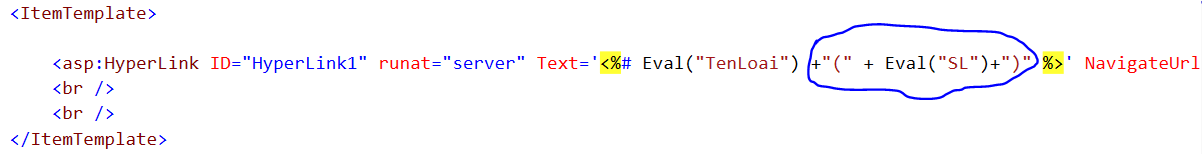 <ItemTemplate>
<asp:HyperLink ID="HyperLink1" runat="server" Text='<%# Eval("TenLoai") +"(" + Eval("SL")+")" %>' NavigateUrl
<br />
<br />
</ItemTemplate>